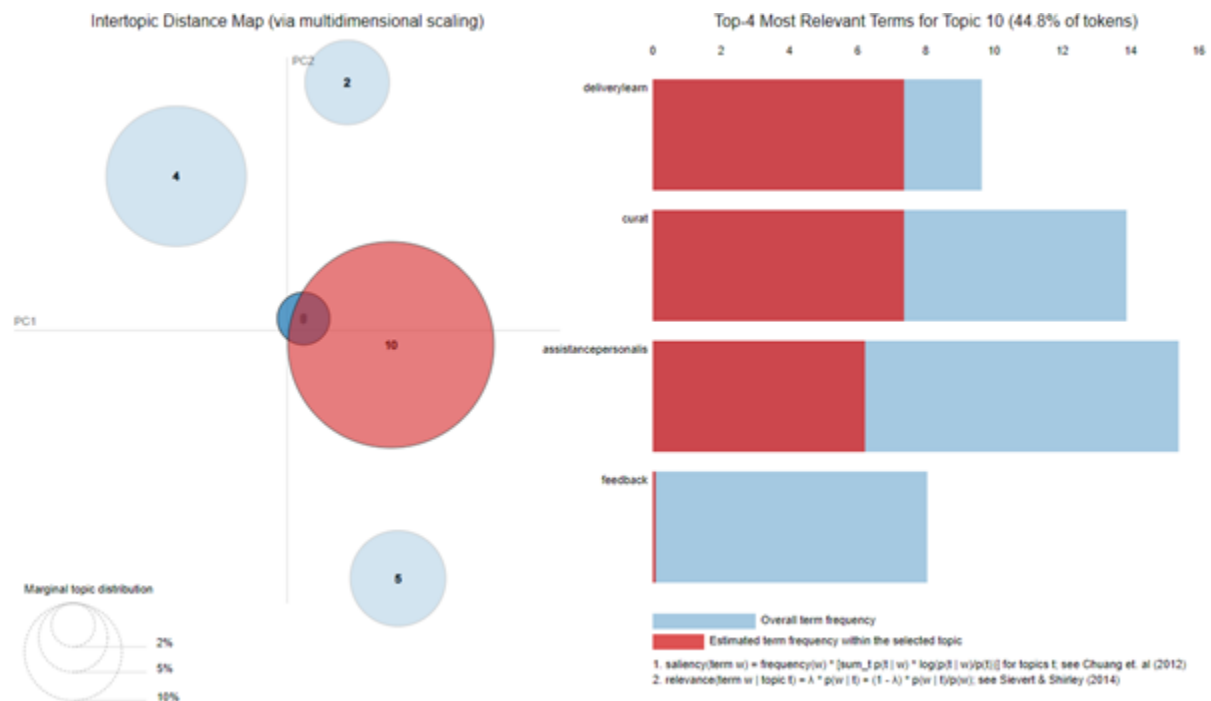 Intertopic Distance Map (via multidimensional scaling)
PC2
2
4
PC1
10
5
Marginal topic distribution
2%
5%
10%
Top-4 Most Relevant Terms for Topic 10 (44.8% of tokens)
0 2 4 6 8 10 12 14 16
deliverylearn
curat
assistancepersonalis
feedback
Overall term frequency
Estimated term frequency within the selected topic
1. saliency(term w) = frequency(w) * [sum_t p(t | w) * log(p(t | w)/p(t))] for topics t; see Chuang et. al (2012)
2. relevance(term w | topic t) = λ * p(w | t) = (1 - λ) * p(w | t)/p(w); see Sievert & Shirley (2014)